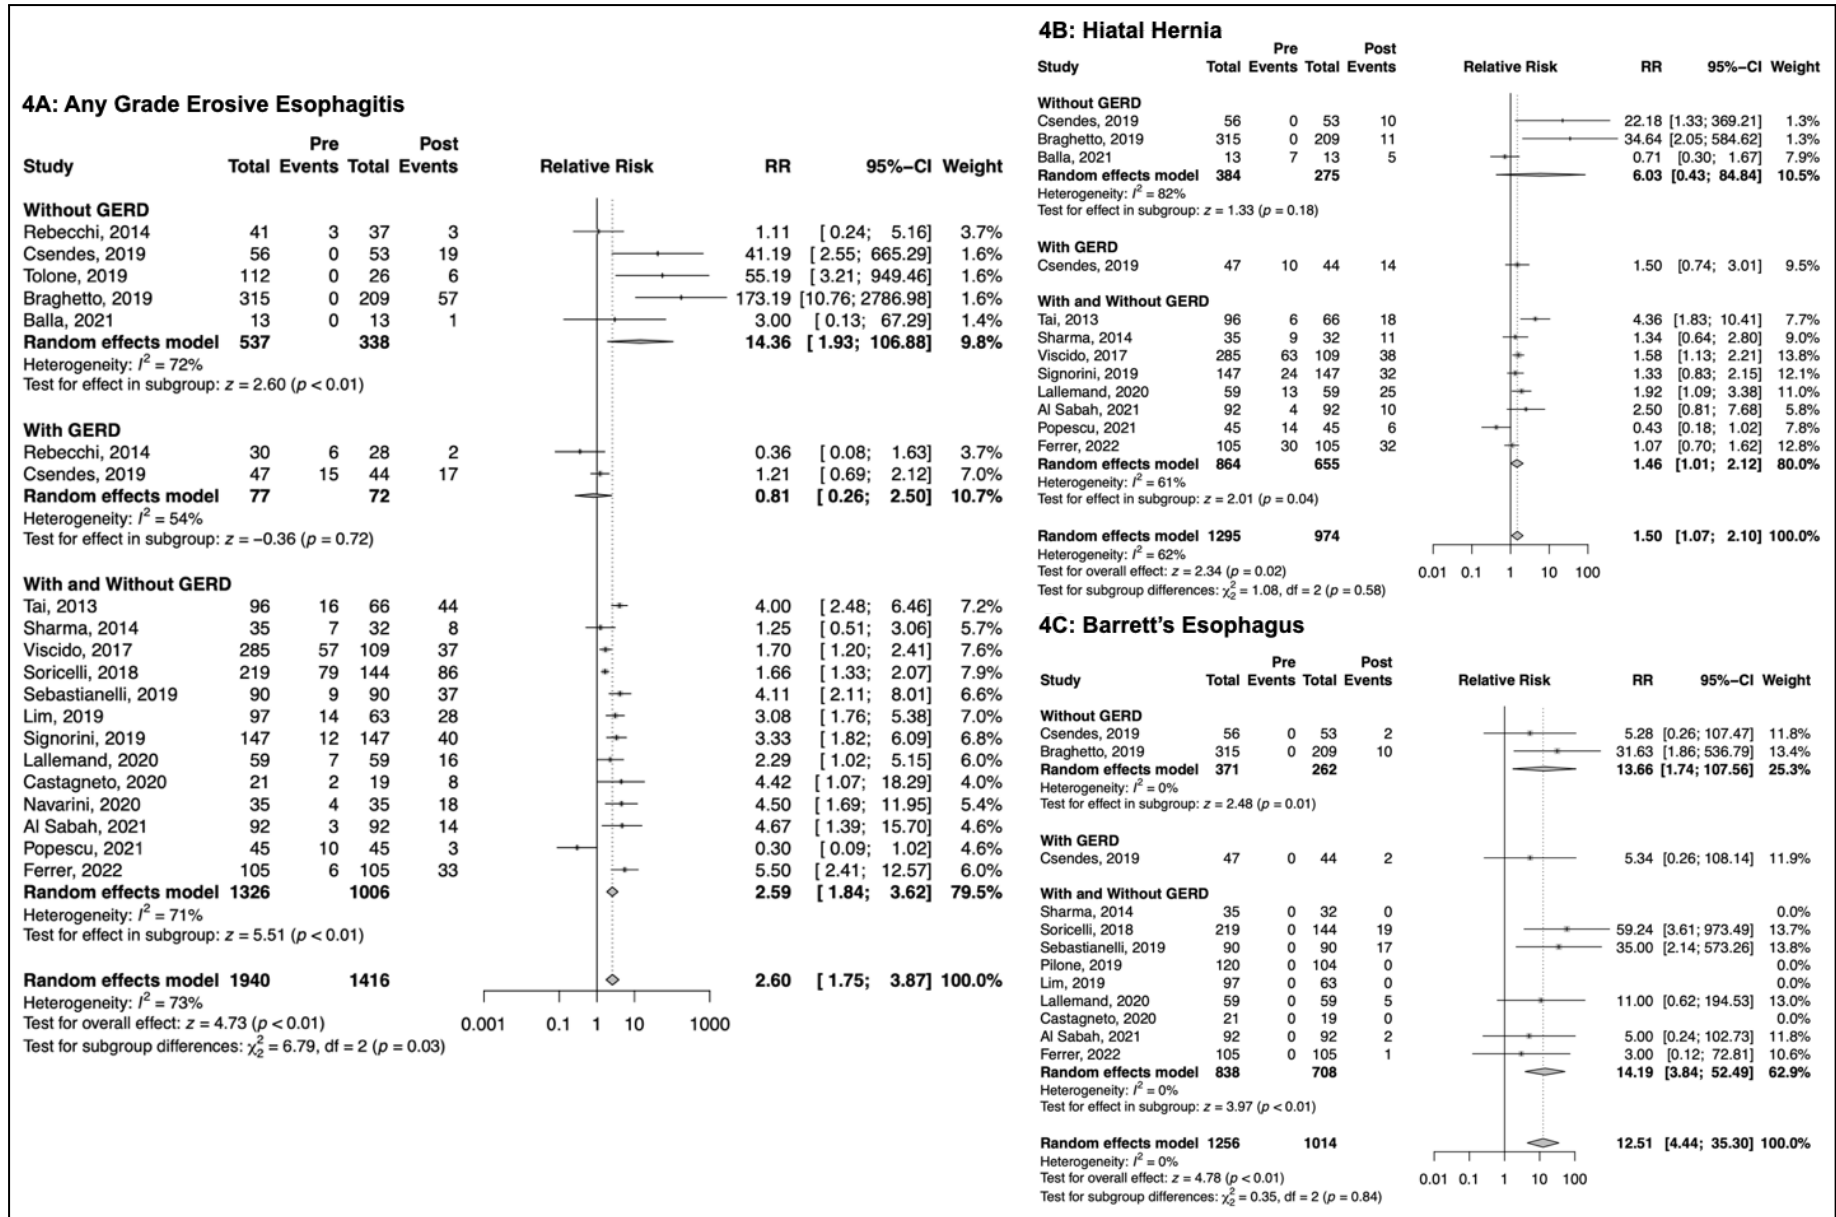 4A: Any Grade Erosive Esophagitis
Pre Post
Study Total Events Total Events Relative Risk RR 95%−CI Weight
Without GERD
Rebecchi, 2014 41 3 37 3 1.11 [ 0.24; 5.16] 3.7%
Csendes, 2019 56 0 53 19 41.19 [ 2.55; 665.29] 1.6%
Tolone, 2019 112 0 26 6 55.19 [ 3.21; 949.46] 1.6%
Braghetto, 2019 315 0 209 57 173.19 [10.76; 2786.98] 1.6%
Balla, 2021 13 0 13 1 3.00 [ 0.13; 67.29] 1.4%
Random effects model 537 338 14.36 [ 1.93; 106.88] 9.8%
Heterogeneity: I² = 72%
Test for effect in subgroup: z = 2.60 (p < 0.01)
With GERD
Rebecchi, 2014 30 6 28 2 0.36 [ 0.08; 1.63] 3.7%
Csendes, 2019 47 15 44 17 1.21 [ 0.69; 2.12] 7.0%
Random effects model 77 72 0.81 [ 0.26; 2.50] 10.7%
Heterogeneity: I² = 54%
Test for effect in subgroup: z = −0.36 (p = 0.72)
With and Without GERD
Tai, 2013 96 16 66 44 4.00 [ 2.48; 6.46] 7.2%
Sharma, 2014 35 7 32 8 1.25 [ 0.51; 3.06] 5.7%
Viscido, 2017 285 57 109 37 1.70 [ 1.20; 2.41] 7.6%
Soricelli, 2018 219 79 144 86 1.66 [ 1.33; 2.07] 7.9%
Sebastianelli, 2019 90 9 90 37 4.11 [ 2.11; 8.01] 6.6%
Lim, 2019 97 14 63 28 3.08 [ 1.76; 5.38] 7.0%
Signorini, 2019 147 12 147 40 3.33 [ 1.82; 6.09] 6.8%
Lallemand, 2020 59 7 59 16 2.29 [ 1.02; 5.15] 6.0%
Castagneto, 2020 21 2 19 8 4.42 [ 1.07; 18.29] 4.0%
Navarini, 2020 35 4 35 18 4.50 [ 1.69; 11.95] 5.4%
Al Sabah, 2021 92 3 92 14 4.67 [ 1.39; 15.70] 4.6%
Popescu, 2021 45 10 45 3 0.30 [ 0.09; 1.02] 4.6%
Ferrer, 2022 105 6 105 33 5.50 [ 2.41; 12.57] 6.0%
Random effects model 1326 1006 2.59 [ 1.84; 3.62] 79.5%
Heterogeneity: I² = 71%
Test for effect in subgroup: z = 5.51 (p < 0.01)
Random effects model 1940 1416 2.60 [ 1.75; 3.87] 100.0%
Heterogeneity: I² = 73%
Test for overall effect: z = 4.73 (p < 0.01)
Test for subgroup differences: χ²₂ = 6.79, df = 2 (p = 0.03)
0.001 0.1 1 10 1000
4B: Hiatal Hernia
Pre Post
Study Total Events Total Events Relative Risk RR 95%−CI Weight
Without GERD
Csendes, 2019 56 0 53 10 22.18 [1.33; 369.21] 1.3%
Braghetto, 2019 315 0 209 11 34.64 [2.05; 584.62] 1.3%
Balla, 2021 13 7 13 5 0.71 [0.30; 1.67] 7.9%
Random effects model 384 275 6.03 [0.43; 84.84] 10.5%
Heterogeneity: I² = 82%
Test for effect in subgroup: z = 1.33 (p = 0.18)
With GERD
Csendes, 2019 47 10 44 14 1.50 [0.74; 3.01] 9.5%
With and Without GERD
Tai, 2013 96 6 66 18 4.36 [1.83; 10.41] 7.7%
Sharma, 2014 35 9 32 11 1.34 [0.64; 2.80] 9.0%
Viscido, 2017 285 63 109 38 1.58 [1.13; 2.21] 13.8%
Signorini, 2019 147 24 147 32 1.33 [0.83; 2.15] 12.1%
Lallemand, 2020 59 13 59 25 1.92 [1.09; 3.38] 11.0%
Al Sabah, 2021 92 4 92 10 2.50 [0.81; 7.68] 5.8%
Popescu, 2021 45 14 45 6 0.43 [0.18; 1.02] 7.8%
Ferrer, 2022 105 30 105 32 1.07 [0.70; 1.62] 12.8%
Random effects model 864 655 1.46 [1.01; 2.12] 80.0%
Heterogeneity: I² = 61%
Test for effect in subgroup: z = 2.01 (p = 0.04)
Random effects model 1295 974 1.50 [1.07; 2.10] 100.0%
Heterogeneity: I² = 62%
Test for overall effect: z = 2.34 (p = 0.02)
Test for subgroup differences: χ²₂ = 1.08, df = 2 (p = 0.58)
0.01 0.1 1 10 100
4C: Barrett's Esophagus
Pre Post
Study Total Events Total Events Relative Risk RR 95%−CI Weight
Without GERD
Csendes, 2019 56 0 53 2 5.28 [0.26; 107.47] 11.8%
Braghetto, 2019 315 0 209 10 31.63 [1.86; 536.79] 13.4%
Random effects model 371 262 13.66 [1.74; 107.56] 25.3%
Heterogeneity: I² = 0%
Test for effect in subgroup: z = 2.48 (p = 0.01)
With GERD
Csendes, 2019 47 0 44 2 5.34 [0.26; 108.14] 11.9%
With and Without GERD
Sharma, 2014 35 0 32 0 0.0%
Soricelli, 2018 219 0 144 19 59.24 [3.61; 973.49] 13.7%
Sebastianelli, 2019 90 0 90 17 35.00 [2.14; 573.26] 13.8%
Pilone, 2019 120 0 104 0 0.0%
Lim, 2019 97 0 63 0 0.0%
Lallemand, 2020 59 0 59 5 11.00 [0.62; 194.53] 13.0%
Castagneto, 2020 21 0 19 0 0.0%
Al Sabah, 2021 92 0 92 2 5.00 [0.24; 102.73] 11.8%
Ferrer, 2022 105 0 105 1 3.00 [0.12; 72.81] 10.6%
Random effects model 838 708 14.19 [3.84; 52.49] 62.9%
Heterogeneity: I² = 0%
Test for effect in subgroup: z = 3.97 (p < 0.01)
Random effects model 1256 1014 12.51 [4.44; 35.30] 100.0%
Heterogeneity: I² = 0%
Test for overall effect: z = 4.78 (p < 0.01)
Test for subgroup differences: χ²₂ = 0.35, df = 2 (p = 0.84)
0.01 0.1 1 10 100